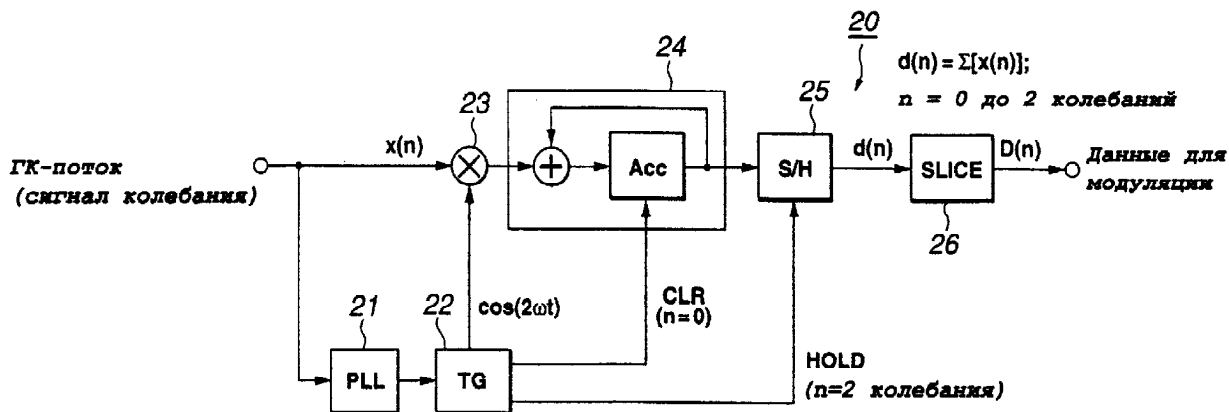 20
d(n) = Σ[x(n)];
n = 0 до 2 колебаний
24
23
25
x(n)
ГК-поток
(сигнал колебания)
Acc
S/H
d(n)
SLICE
D(n)
Данные для
модуляции
26
cos(2ωt)
CLR
(n=0)
21
22
PLL
TG
HOLD
(n=2 колебания)